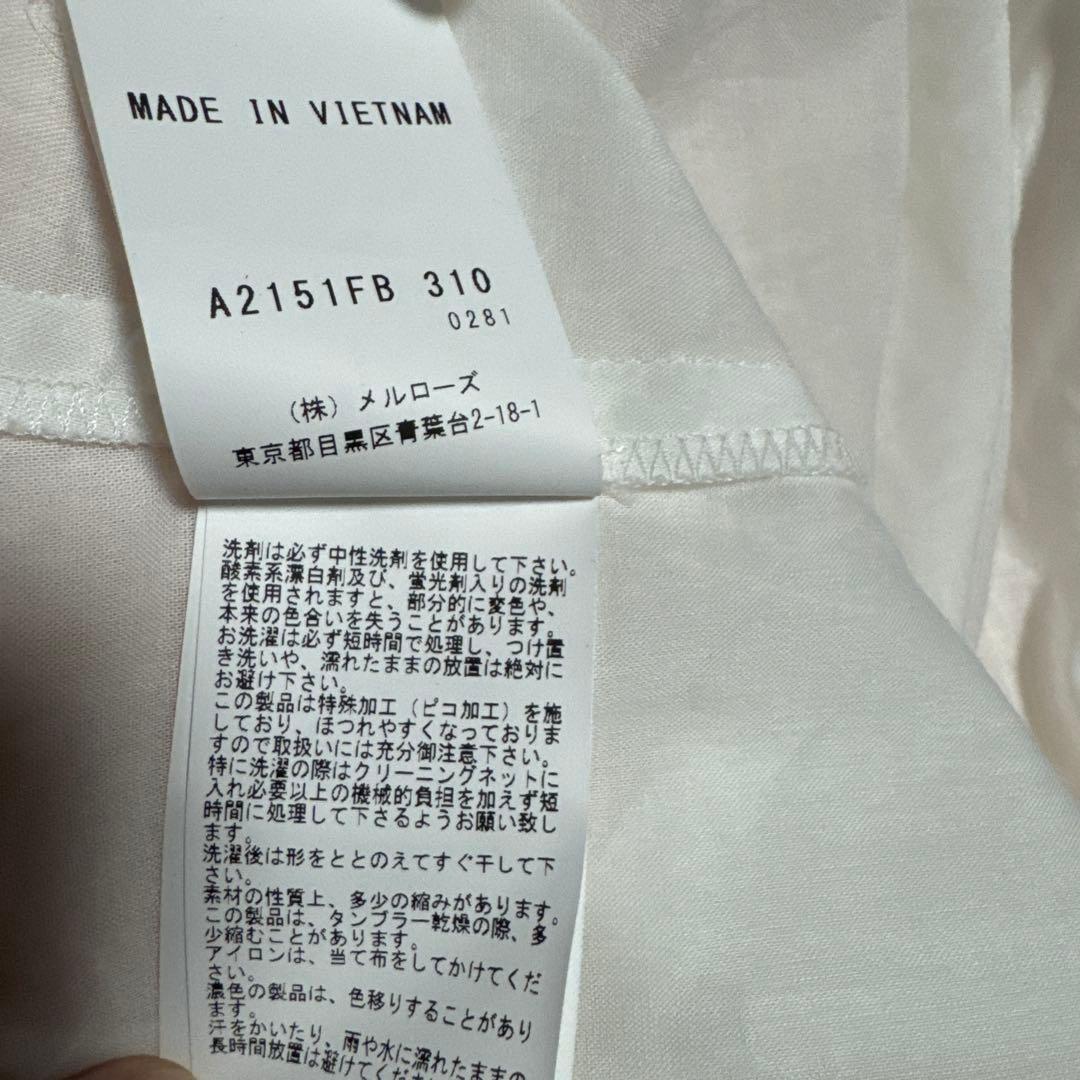 MADE IN VIETNAM
A2151FB 310
0281
(株)メルローズ
東京都目黒区青葉台2-18-1
洗剤は必ず中性洗剤を使用して下さい。
酸素系漂白剤及び、蛍光剤入りの洗剤
を使用されますと、部分的に変色や、
本来の色合いを失うことがあります。
お洗濯は必ず短時間で処理し、つけ置
き洗いや、濡れたままの放置は絶対に
お避け下さい。
この製品は特殊加工(ピコ加工)を施
しており、ほつれやすくなっておりま
すので取扱いには充分御注意下さい。
特に洗濯の際はクリーニングネットに
入れ必要以上の機械的負担を加えず短
時間に処理して下さるようお願い致し
ます。
洗濯後は形をととのえてすぐ干して下
さい。
素材の性質上、多少の縮みがあります。
この製品は、タンブラー乾燥の際、多
少縮むことがあります。
アイロンは、当て布をしてかけてくだ
さい。
濃色の製品は、色移りすることがあり
ます。
汗をかいたり、雨や水に濡れたままの
長時間放置は避けてくだ